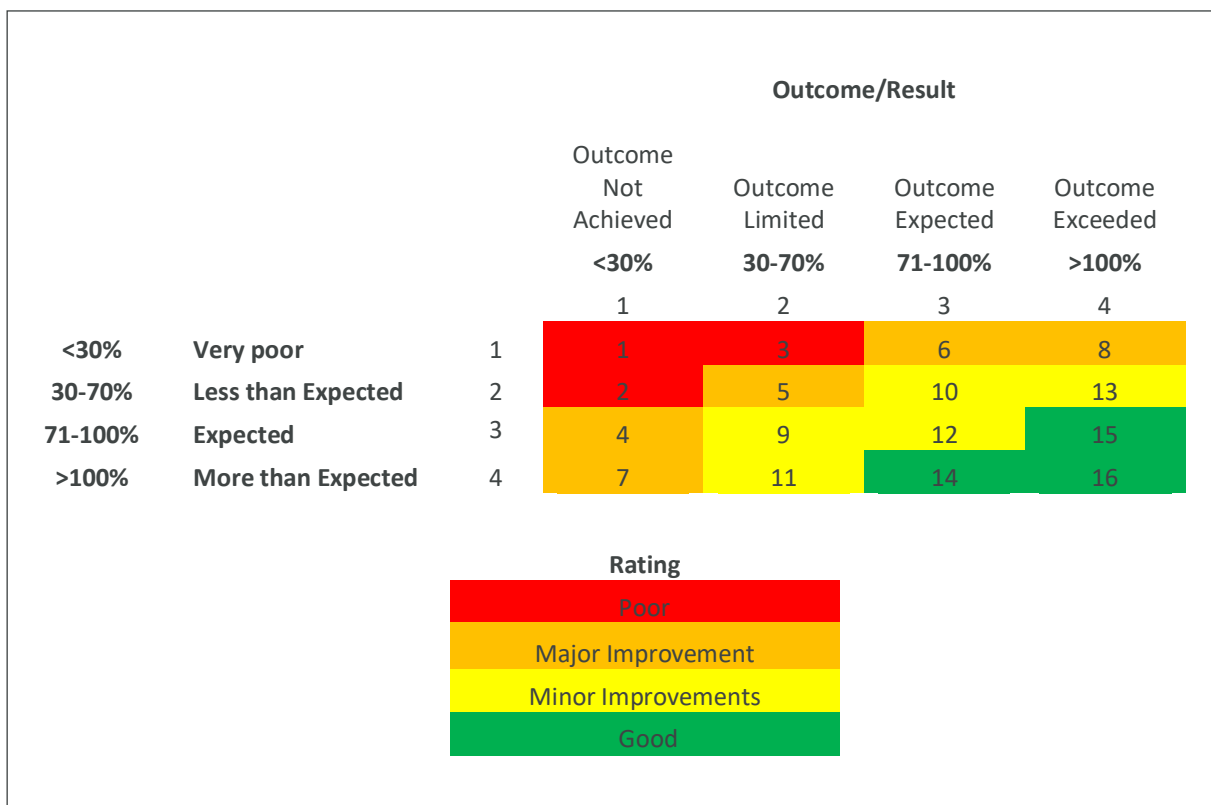 Outcome/Result
Outcome Not Achieved
Outcome Limited
Outcome Expected
Outcome Exceeded
<30% 30-70% 71-100% >100%
1 2 3 4
<30% Very poor 1 1 3 6 8
30-70% Less than Expected 2 2 5 10 13
71-100% Expected 3 4 9 12 15
>100% More than Expected 4 7 11 14 16
Rating
Poor
Major Improvement
Minor Improvements
Good